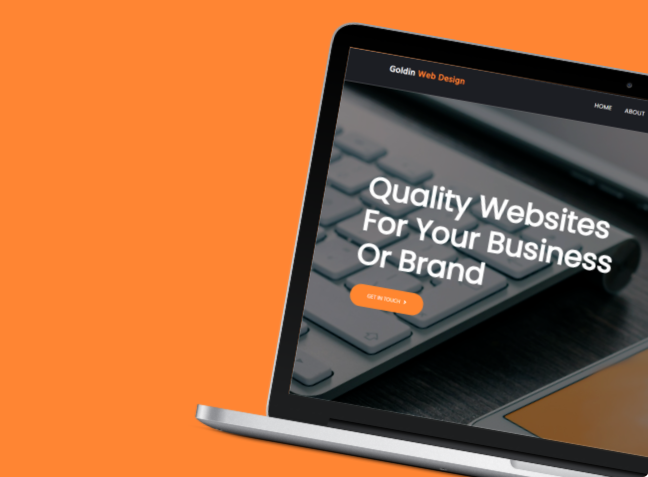 Goldin Web Design
HOME ABOUT
Quality Websites
For Your Business
Or Brand
GET IN TOUCH